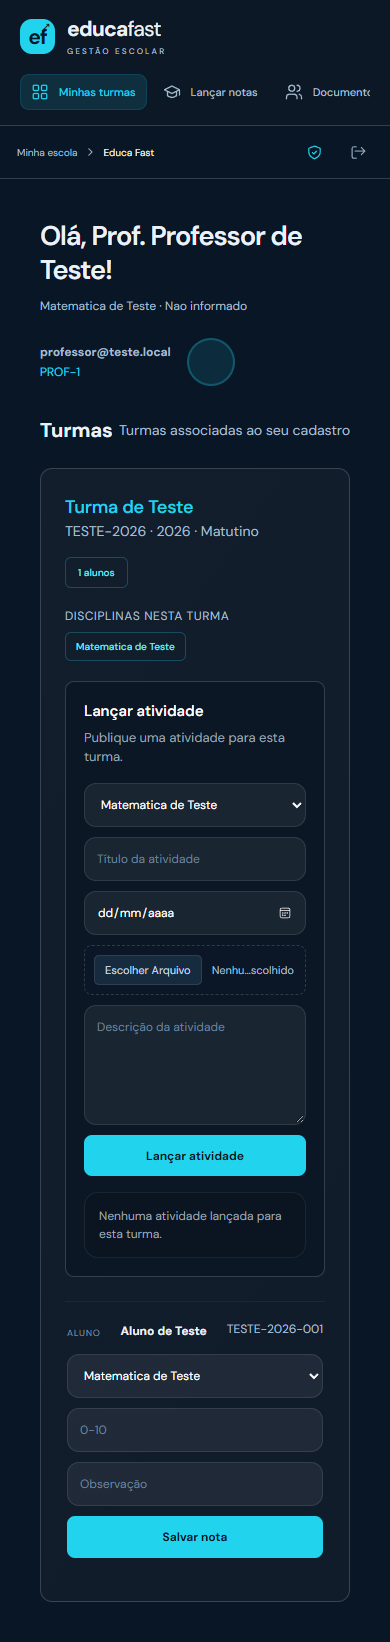 ef
educafast
GESTÃO ESCOLAR
Minhas turmas
Lançar notas
Documento
Minha escola > Educa Fast
Olá, Prof. Professor de
Teste!
Matematica de Teste · Nao informado
professor@teste.local
PROF-1
Turmas Turmas associadas ao seu cadastro
Turma de Teste
TESTE-2026 · 2026 · Matutino
1 alunos
DISCIPLINAS NESTA TURMA
Matematica de Teste
Lançar atividade
Publique uma atividade para esta
turma.
Matematica de Teste
Título da atividade
dd/mm/aaaa
Escolher Arquivo Nenhu...scolhido
Descrição da atividade
Lançar atividade
Nenhuma atividade lançada para
esta turma.
ALUNO Aluno de Teste TESTE-2026-001
Matematica de Teste
0-10
Observação
Salvar nota